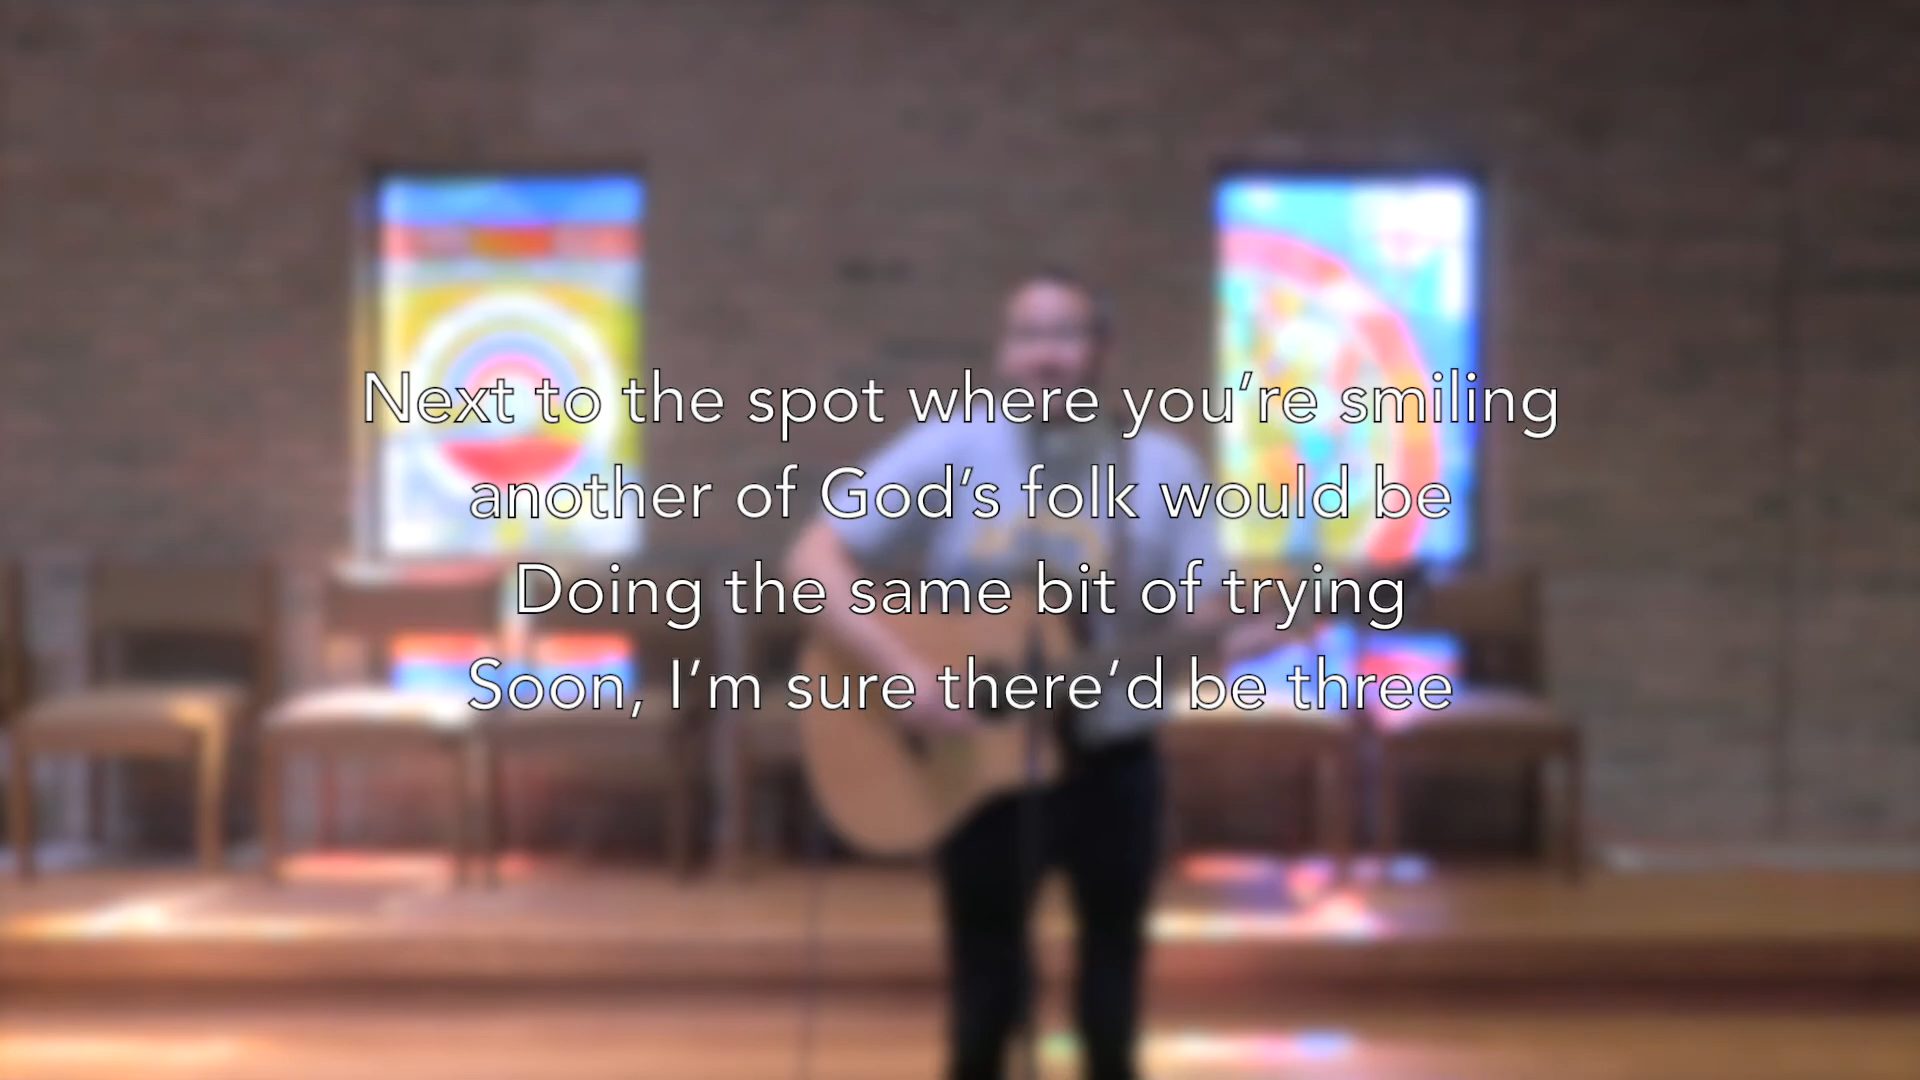 Next to the spot where you’re smiling
another of God’s folk would be
Doing the same bit of trying
Soon, I’m sure there’d be three